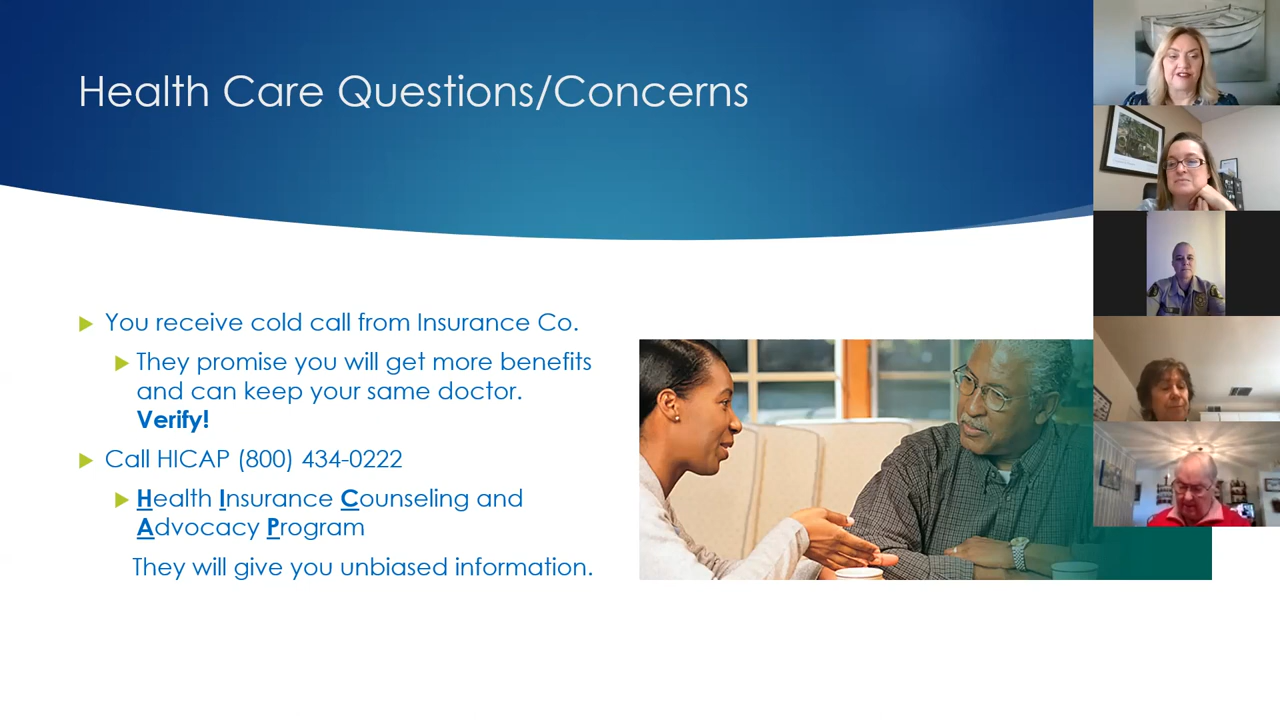 Health Care Questions/Concerns
You receive cold call from Insurance Co.
They promise you will get more benefits
and can keep your same doctor.
Verify!
Call HICAP (800) 434-0222
Health Insurance Counseling and
Advocacy Program
They will give you unbiased information.